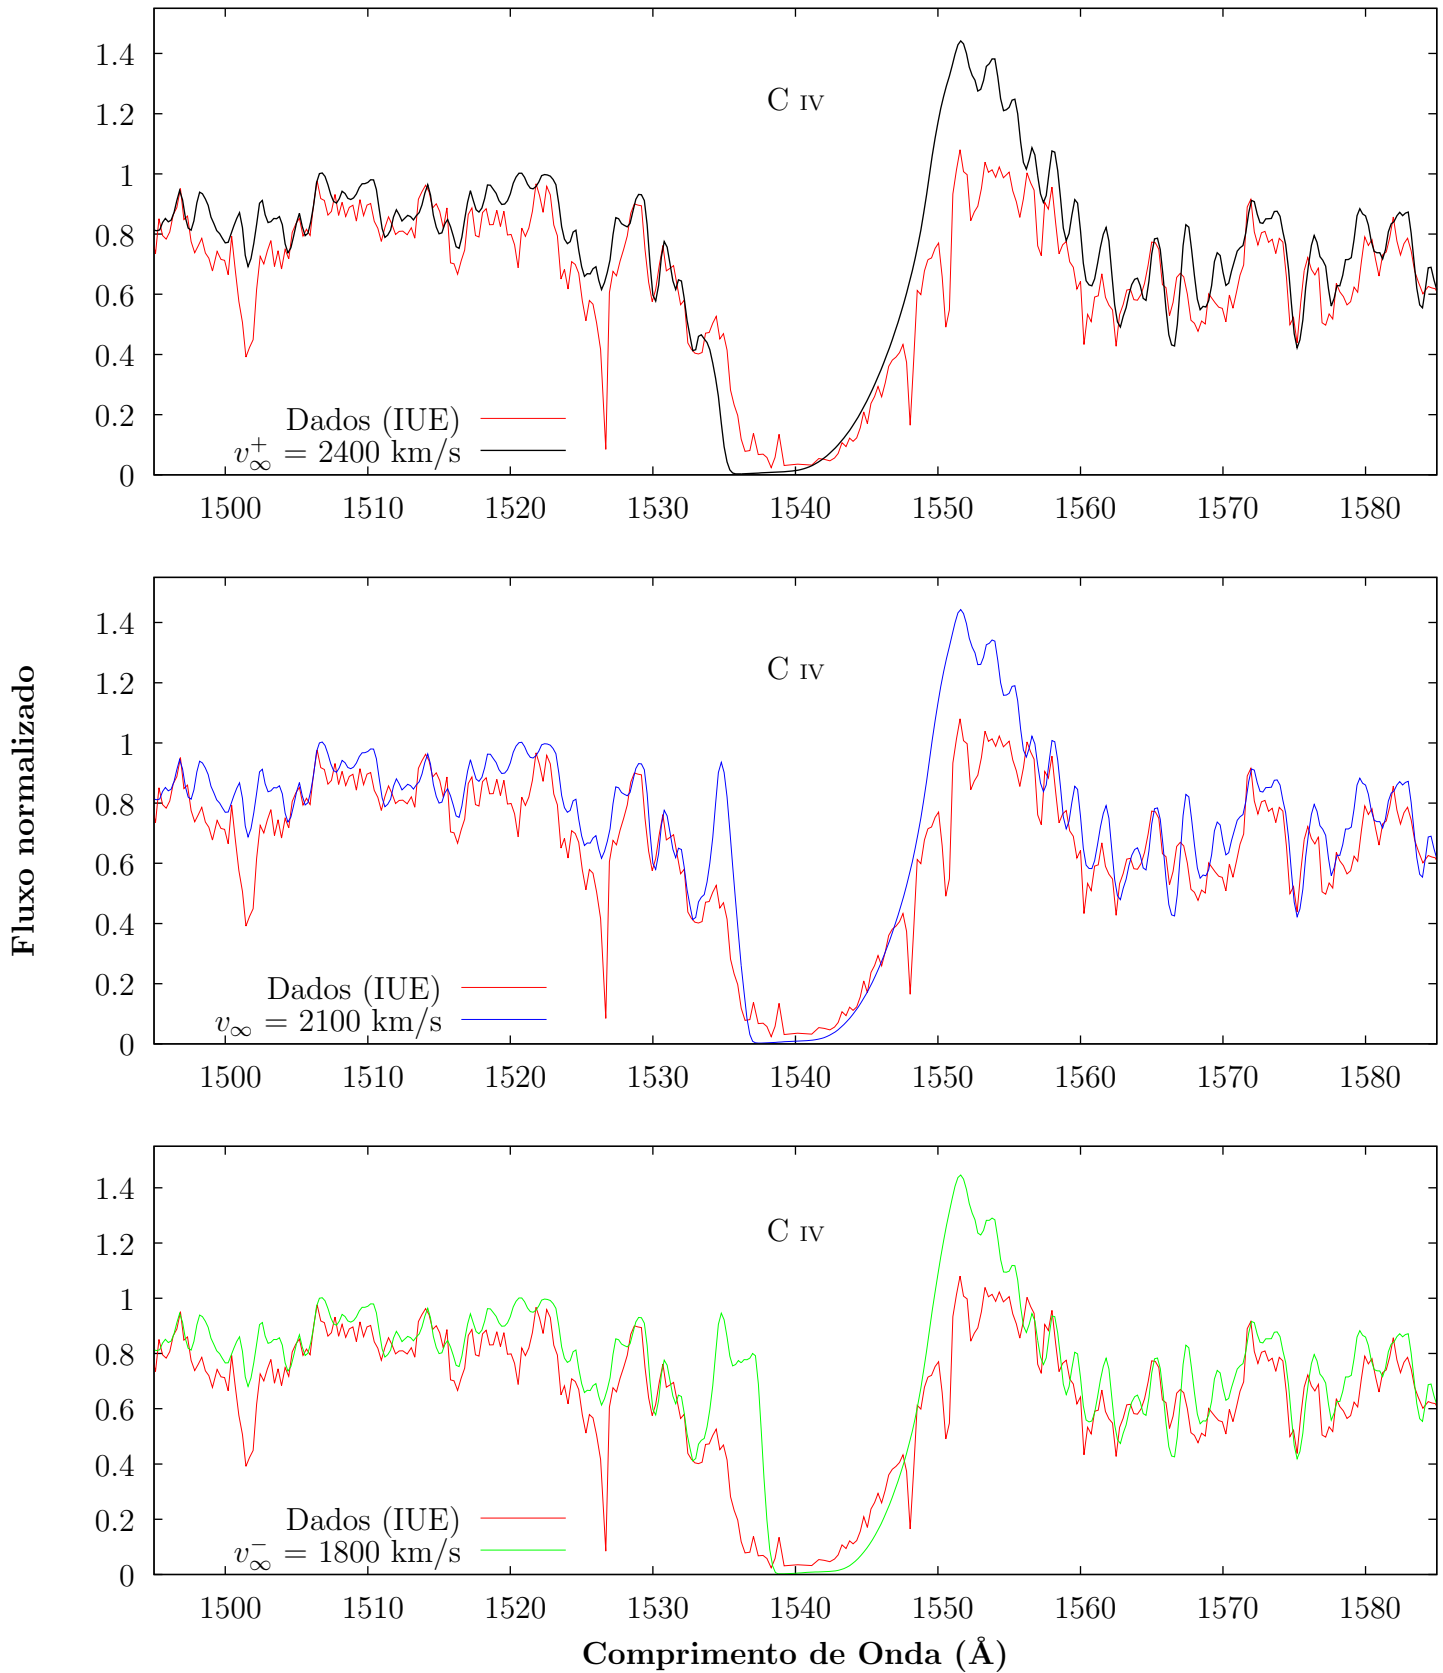 1.4
1.2
1
0.8
0.6
0.4
0.2
0
C IV
Dados (IUE)
v∞⁺ = 2400 km/s
1500 1510 1520 1530 1540 1550 1560 1570 1580
Fluxo normalizado
1.4
1.2
1
0.8
0.6
0.4
0.2
0
C IV
Dados (IUE)
v∞ = 2100 km/s
1500 1510 1520 1530 1540 1550 1560 1570 1580
1.4
1.2
1
0.8
0.6
0.4
0.2
0
C IV
Dados (IUE)
v∞⁻ = 1800 km/s
1500 1510 1520 1530 1540 1550 1560 1570 1580
Comprimento de Onda (Å)